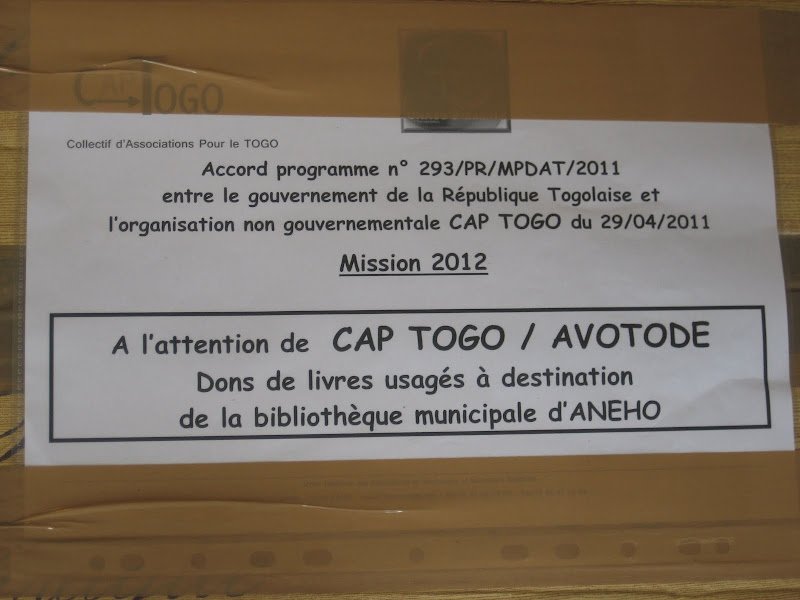 CAP TOGO
Collectif d'Associations Pour le TOGO
Accord programme n° 293/PR/MPDAT/2011
entre le gouvernement de la République Togolaise et
l'organisation non gouvernementale CAP TOGO du 29/04/2011
Mission 2012
A l'attention de CAP TOGO / AVOTODE
Dons de livres usagés à destination
de la bibliothèque municipale d'ANEHO